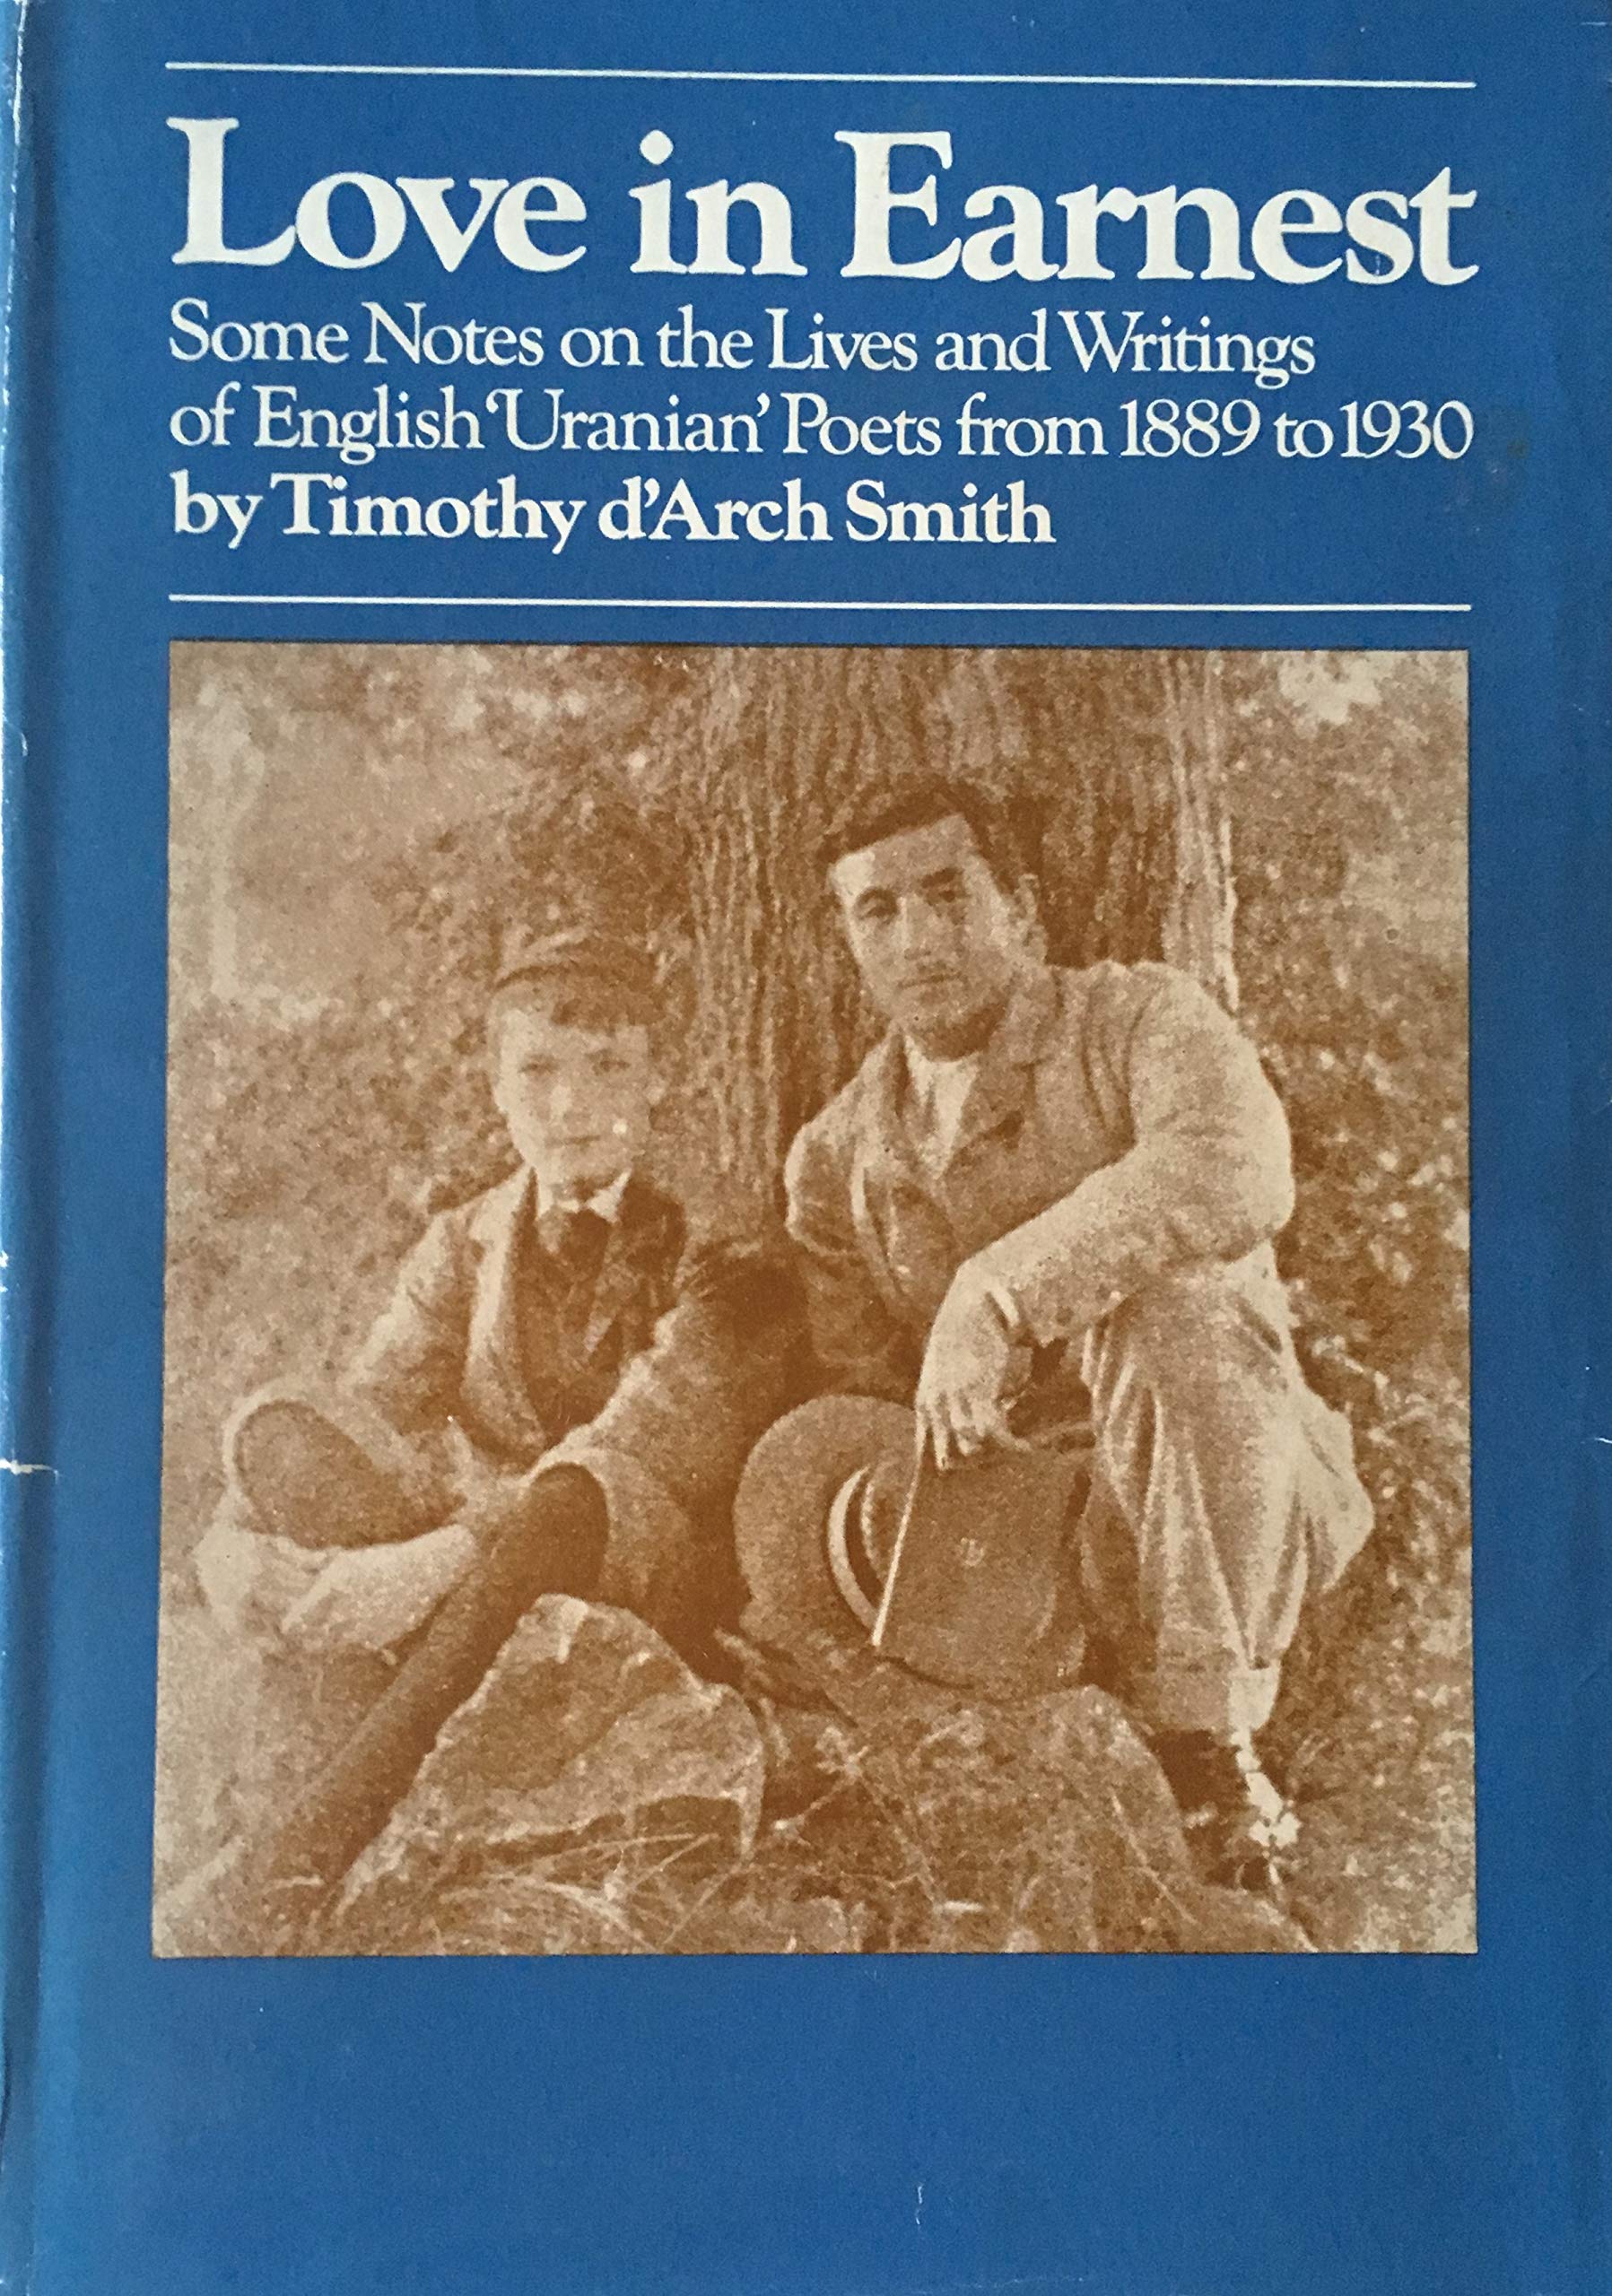 Love in Earnest
Some Notes on the Lives and Writings
of English ‘Uranian’ Poets from 1889 to 1930
by Timothy d’Arch Smith